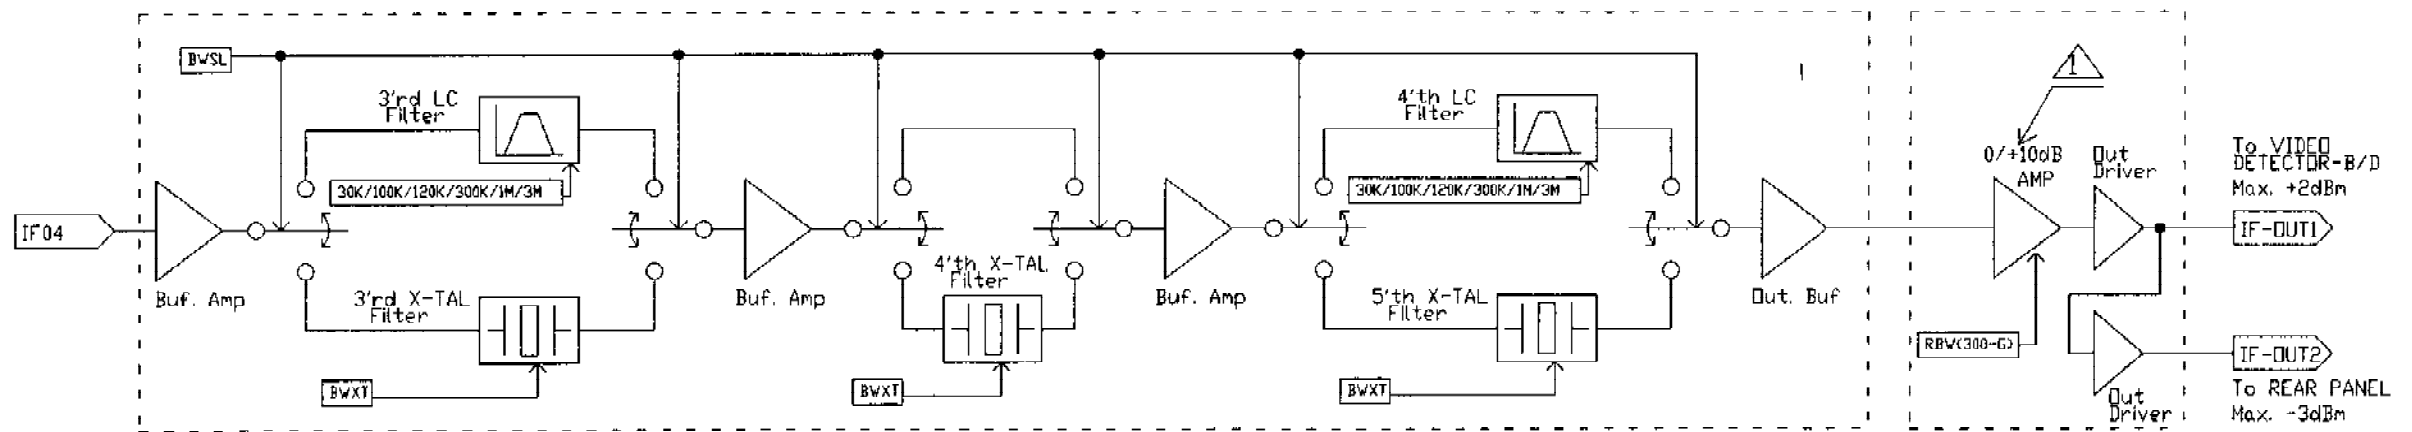 BWSL
1
3'rd LC
Filter
4'th LC
Filter
30K/100K/120K/300K/1M/3M
30K/100K/120K/300K/1M/3M
0/+10dB
AMP
Out
Driver
To VIDEO
DETECTOR-B/D
Max. +2dBm
IF04
IF-OUT1
Buf. Amp
3'rd X-TAL
Filter
Buf. Amp
4'th X-TAL
Filter
Buf. Amp
5'th X-TAL
Filter
Out. Buf
RBW(300-G)
IF-OUT2
BWXT
BWXT
BWXT
Out
Driver
To REAR PANEL
Max. -3dBm